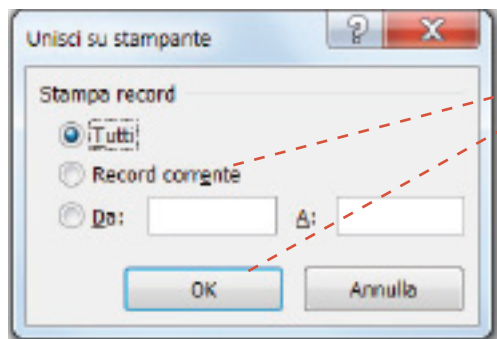 Unisci su stampante
Stampa record
Tutti
Record corrente
Da: A:
OK Annulla